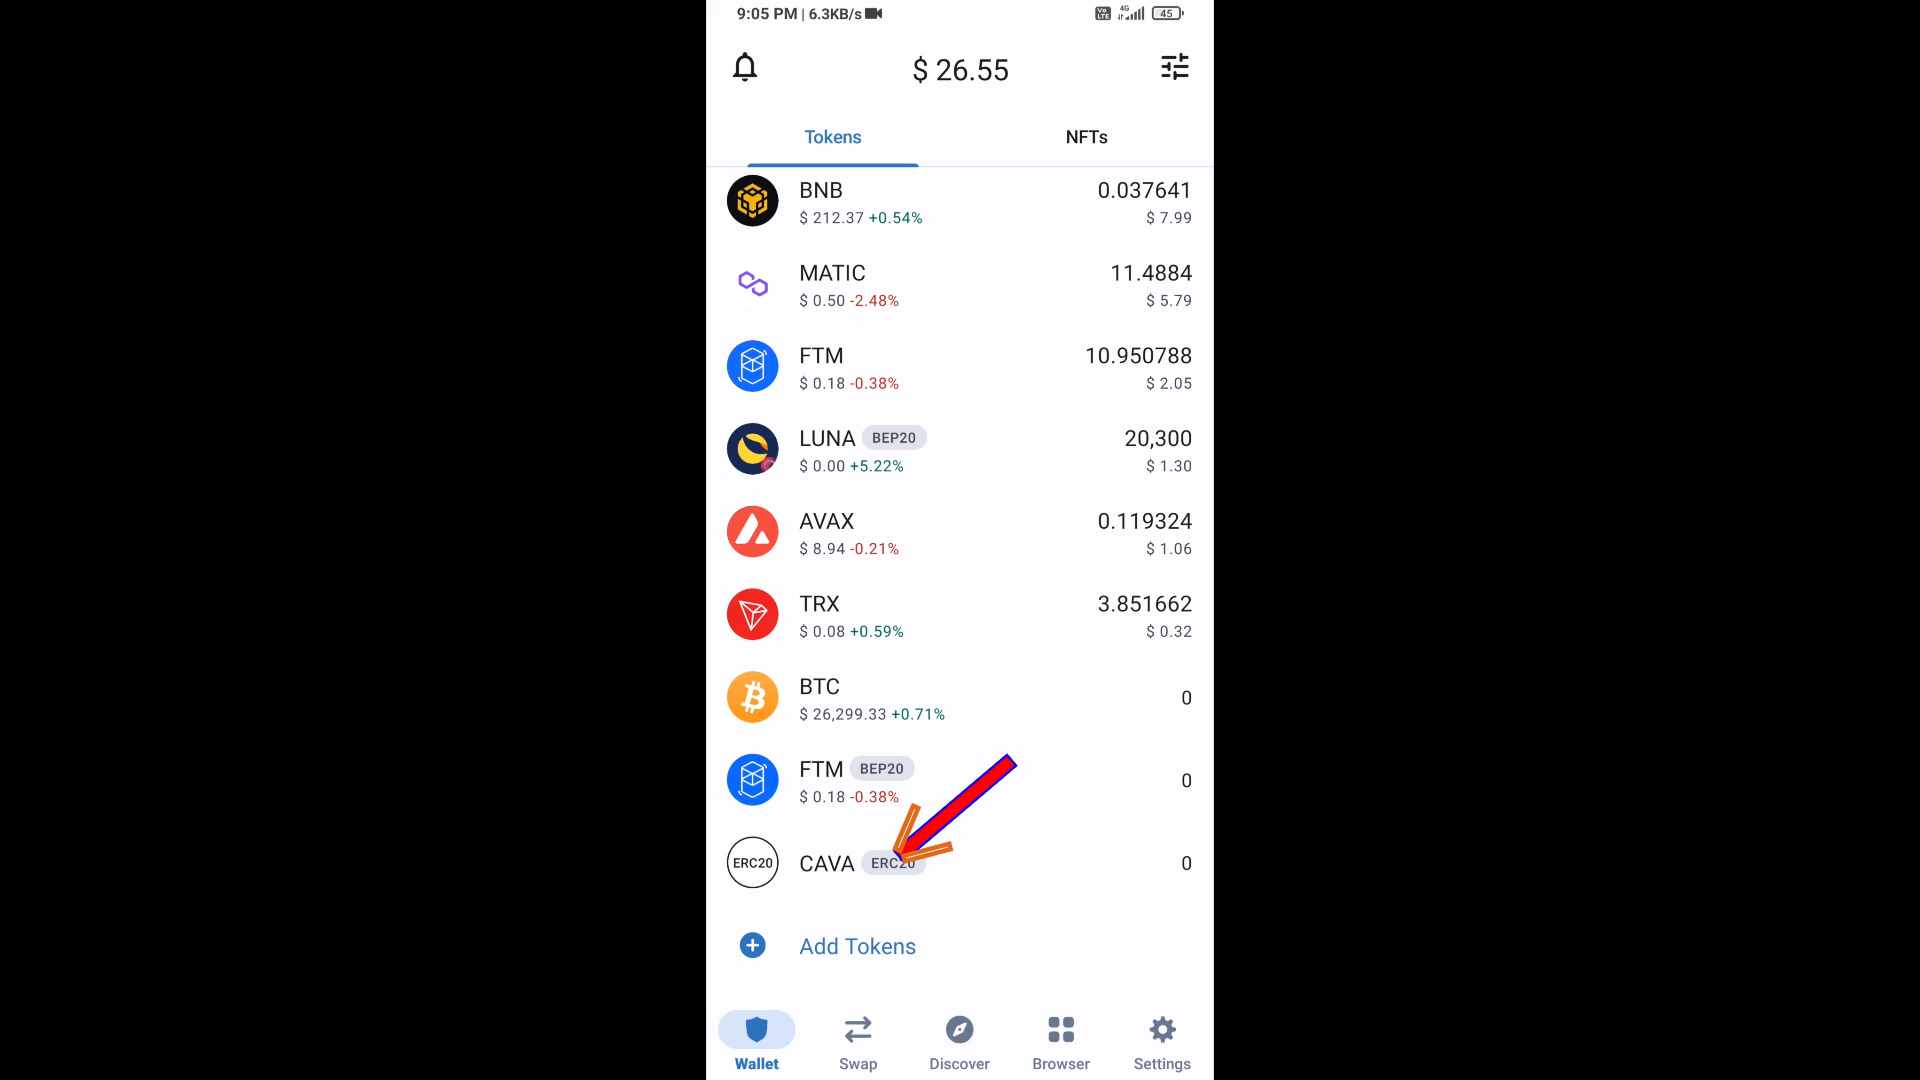 9:05 PM | 6.3KB/s
Vo LTE 4G 45
$ 26.55
Tokens NFTs
BNB 0.037641
$ 212.37 +0.54% $ 7.99
MATIC 11.4884
$ 0.50 -2.48% $ 5.79
FTM 10.950788
$ 0.18 -0.38% $ 2.05
LUNA BEP20 20,300
$ 0.00 +5.22% $ 1.30
AVAX 0.119324
$ 8.94 -0.21% $ 1.06
TRX 3.851662
$ 0.08 +0.59% $ 0.32
BTC 0
$ 26,299.33 +0.71%
FTM BEP20 0
$ 0.18 -0.38%
ERC20 CAVA ERC20 0
Add Tokens
Wallet Swap Discover Browser Settings